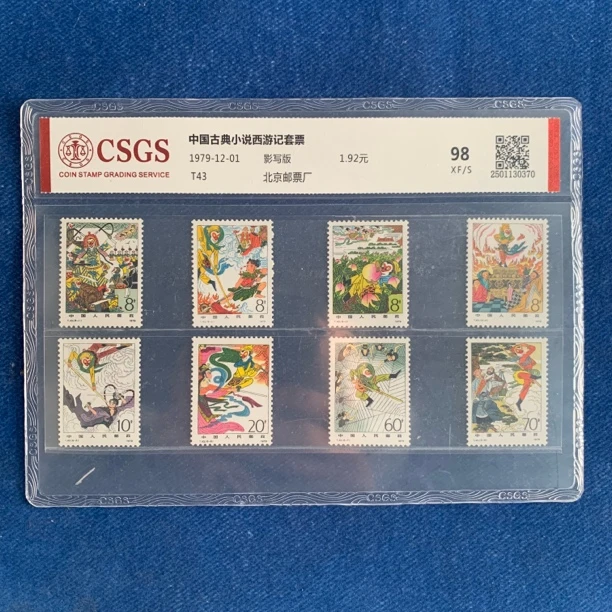 CSGS
COIN STAMP GRADING SERVICE
中国古典小说西游记套票
1979-12-01 影写版 1.92元
T43 北京邮票厂
98
XF/S
2501130370
8分
中国人民邮政
8分
中国人民邮政
8分
中国人民邮政
8分
中国人民邮政
10分
中国人民邮政
20分
中国人民邮政
60分
中国人民邮政
70分
中国人民邮政
CSGS
CSGS
CSGS
CSGS
CSGS
CSGS
CSGS